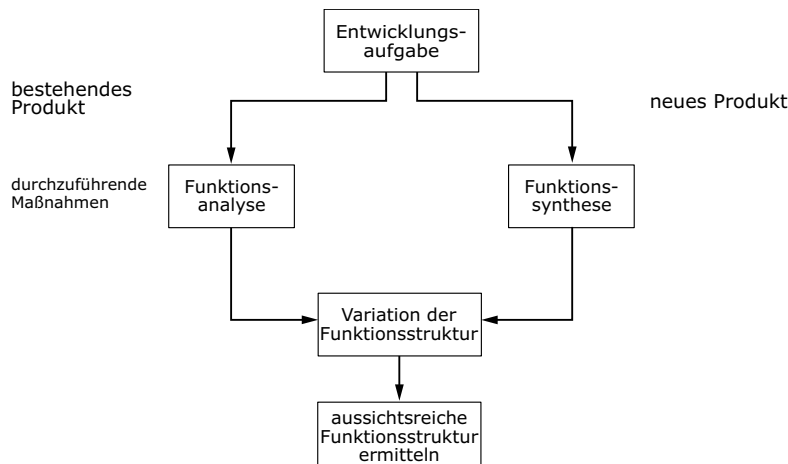 Entwicklungs-
aufgabe
bestehendes
Produkt
neues Produkt
durchzuführende
Maßnahmen
Funktions-
analyse
Funktions-
synthese
Variation der
Funktionsstruktur
aussichtsreiche
Funktionsstruktur
ermitteln